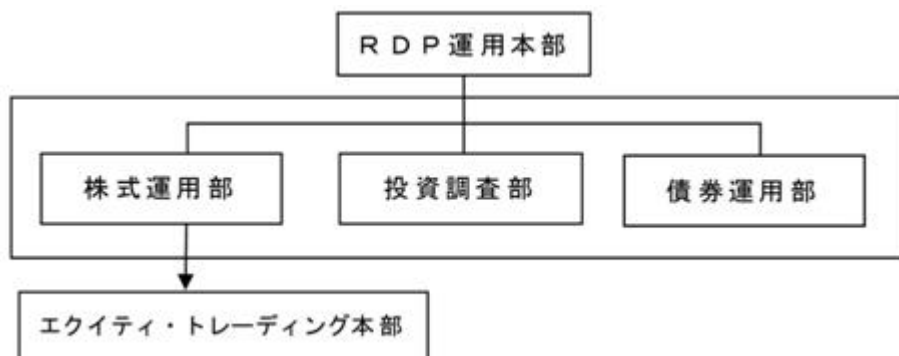 ＲＤＰ運用本部
株式運用部
投資調査部
債券運用部
エクイティ・トレーディング本部